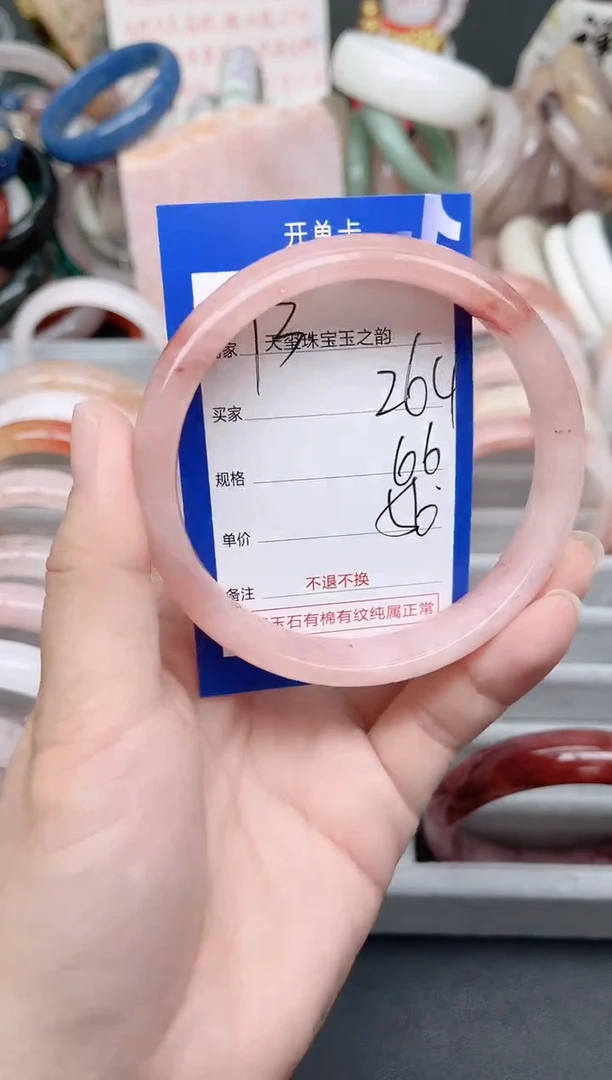 开单卡
家 天玺珠宝玉之韵
13
买家 264
规格 66
单价
备注 不退不换
玉石有棉有纹纯属正常